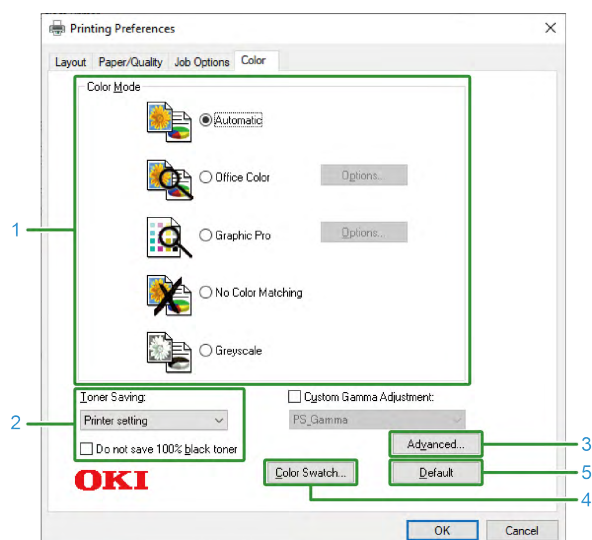 Printing Preferences
Layout Paper/Quality Job Options Color
Color Mode
Automatic
Office Color Options...
1 Graphic Pro Options...
No Color Matching
Greyscale
Toner Saving: Custom Gamma Adjustment:
2 Printer setting PS_Gamma
Do not save 100% black toner Advanced... 3
OKI Color Swatch... Default 5
4
OK Cancel